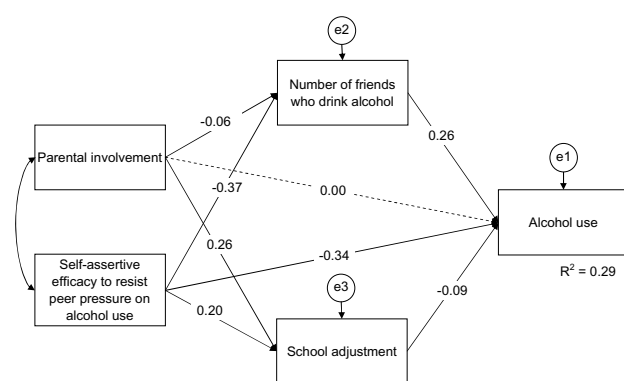 e2
Number of friends
who drink alcohol
-0.06
0.26
e1
Parental involvement
-0.37
0.00
Alcohol use
0.26
-0.34
Self-assertive
efficacy to resist
peer pressure on
alcohol use
R² = 0.29
e3
-0.09
0.20
School adjustment